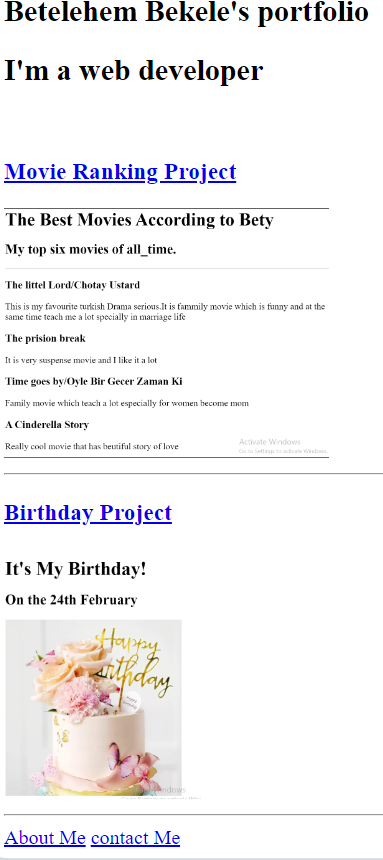 Betelehem Bekele's portfolio
I'm a web developer
Movie Ranking Project
The Best Movies According to Bety
My top six movies of all_time.
The littel Lord/Chotay Ustard
This is my favourite turkish Drama serious.It is fammily movie which is funny and at the
same time teach me a lot specially in marriage life
The prision break
It is very suspense movie and I like it a lot
Time goes by/Oyle Bir Gecer Zaman Ki
Family movie which teach a lot especially for women become mom
A Cinderella Story
Really cool movie that has beutiful story of love
Activate Windows
Go to Settings to activate Windows.
Birthday Project
It's My Birthday!
On the 24th February
Happy
Birthday
Windows
About Me contact Me